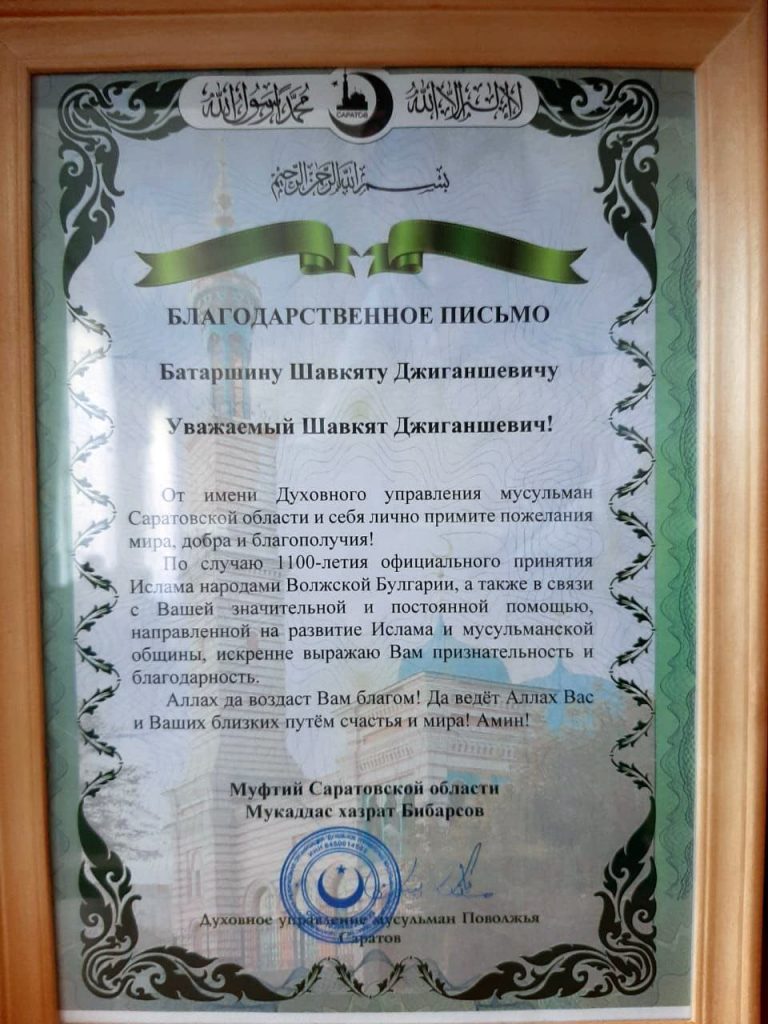 محمد رسول الله
لا إله إلا الله
САРАТОВ
بسم الله الرحمن الرحيم
БЛАГОДАРСТВЕННОЕ ПИСЬМО
Батаршину Шавкяту Джиганшевичу
Уважаемый Шавкят Джиганшевич!
От имени Духовного управления мусульман
Саратовской области и себя лично примите пожелания
мира, добра и благополучия!
По случаю 1100-летия официального принятия
Ислама народами Волжской Булгарии, а также в связи
с Вашей значительной и постоянной помощью,
направленной на развитие Ислама и мусульманской
общины, искренне выражаю Вам признательность и
благодарность.
Аллах да воздаст Вам благом! Да ведёт Аллах Вас
и Ваших близких путём счастья и мира! Амин!
Муфтий Саратовской области
Мукаддас хазрат Бибарсов
Духовное управление мусульман Поволжья
Саратов